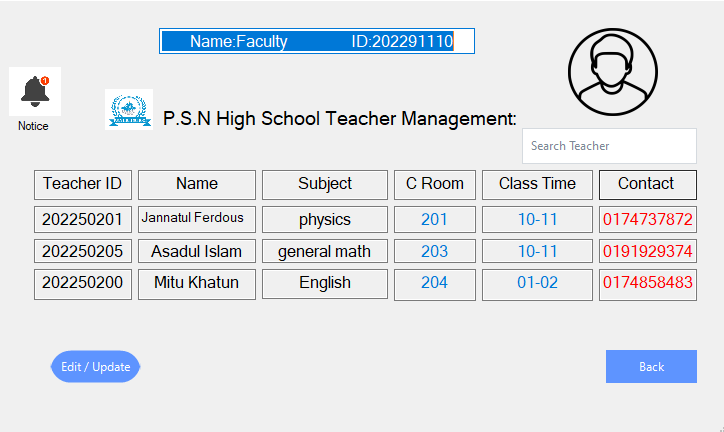 Name:Faculty ID:202291110
1
Notice
P.S.N High School Teacher Management:
Search Teacher
Teacher ID Name Subject C Room Class Time Contact
202250201 Jannatul Ferdous physics 201 10-11 0174737872
202250205 Asadul Islam general math 203 10-11 0191929374
202250200 Mitu Khatun English 204 01-02 0174858483
Edit / Update Back